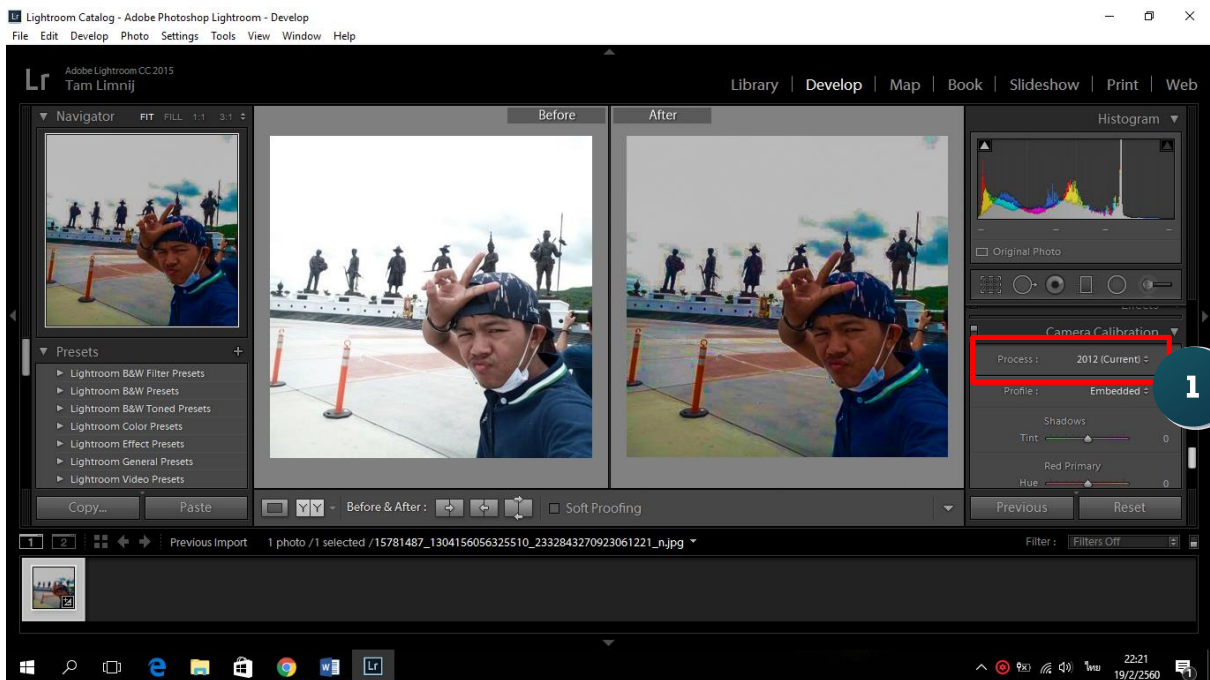 Lightroom Catalog - Adobe Photoshop Lightroom - Develop
File Edit Develop Photo Settings Tools View Window Help
Lr Adobe Lightroom CC 2015
Tam Limnij
Library | Develop | Map | Book | Slideshow | Print | Web
Navigator FIT FILL 1:1 3:1
Before After
Histogram
Original Photo
Effects
Camera Calibration
Process : 2012 (Current)
1
Profile : Embedded
Shadows
Tint 0
Red Primary
Hue 0
Presets +
Lightroom B&W Filter Presets
Lightroom B&W Presets
Lightroom B&W Toned Presets
Lightroom Color Presets
Lightroom Effect Presets
Lightroom General Presets
Lightroom Video Presets
Copy... Paste
Y Y Before & After : Soft Proofing
Previous Reset
1 2 Previous Import 1 photo /1 selected /15781487_1304156056325510_2332843270923061221_n.jpg
Filter : Filters Off
Lr
ไทย
22:21
19/2/2560
1